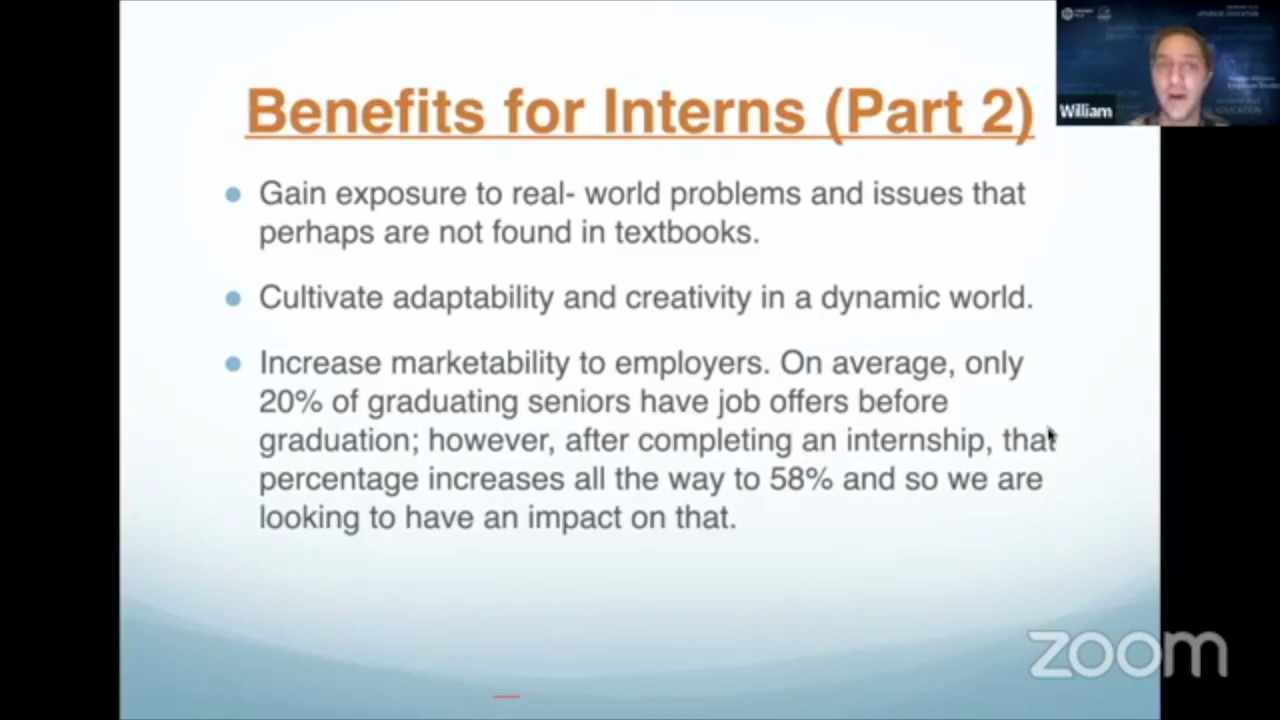 Benefits for Interns (Part 2)
Gain exposure to real- world problems and issues that
perhaps are not found in textbooks.
Cultivate adaptability and creativity in a dynamic world.
Increase marketability to employers. On average, only
20% of graduating seniors have job offers before
graduation; however, after completing an internship, that
percentage increases all the way to 58% and so we are
looking to have an impact on that.
William
UPGRADE EDUCATION
zoom